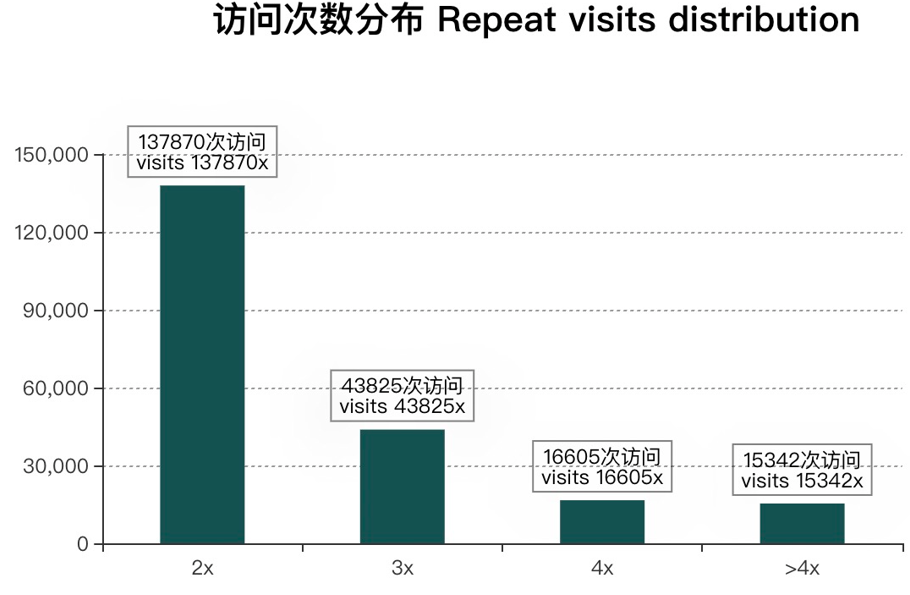 访问次数分布 Repeat visits distribution
137870次访问
visits 137870x
150,000
120,000
90,000
43825次访问
visits 43825x
60,000
16605次访问
visits 16605x
15342次访问
visits 15342x
30,000
0
2x
3x
4x
>4x